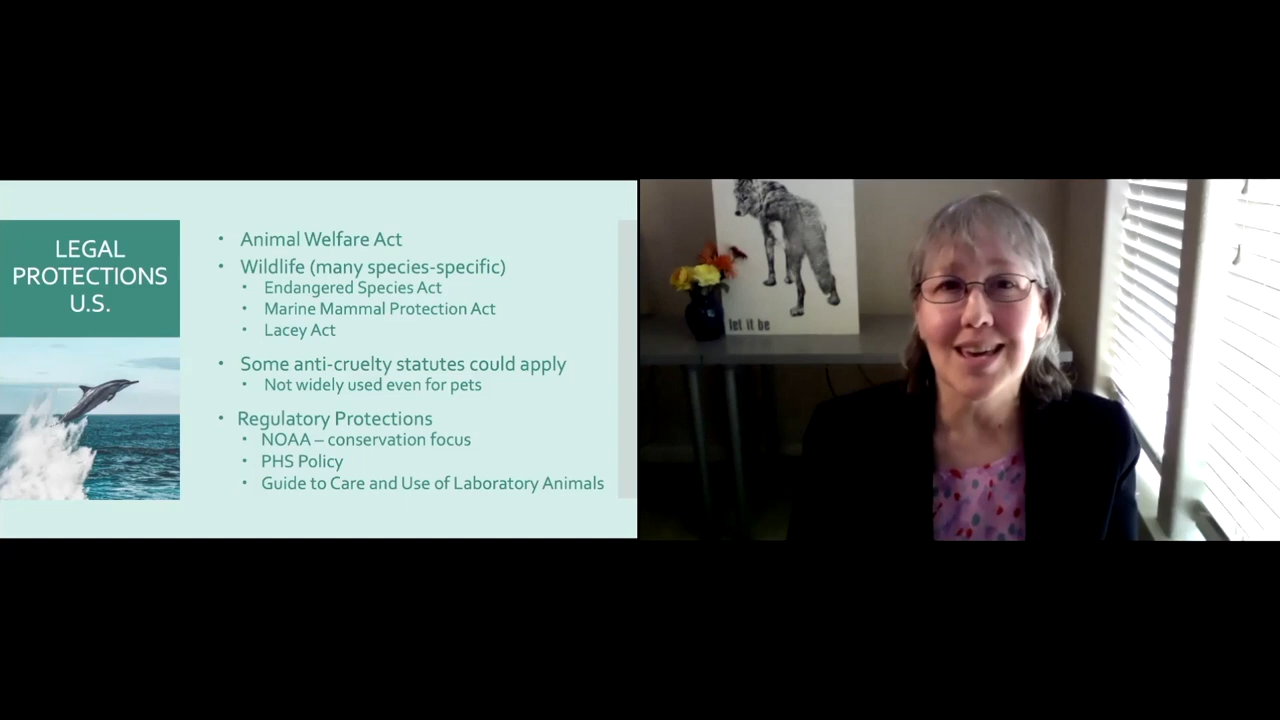 LEGAL
PROTECTIONS
U.S.
• Animal Welfare Act
• Wildlife (many species-specific)
• Endangered Species Act
• Marine Mammal Protection Act
• Lacey Act
• Some anti-cruelty statutes could apply
• Not widely used even for pets
• Regulatory Protections
• NOAA – conservation focus
• PHS Policy
• Guide to Care and Use of Laboratory Animals
let it be